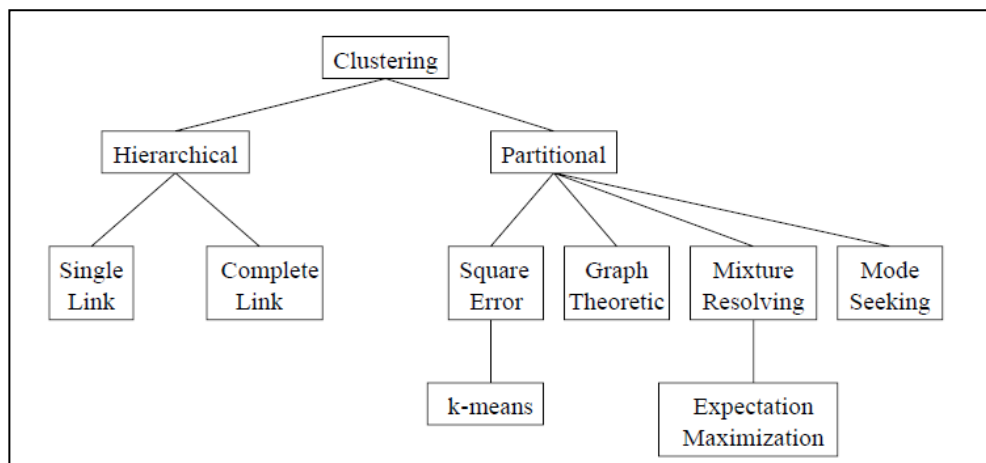 Clustering
Hierarchical
Partitional
Single
Link
Complete
Link
Square
Error
Graph
Theoretic
Mixture
Resolving
Mode
Seeking
k-means
Expectation
Maximization